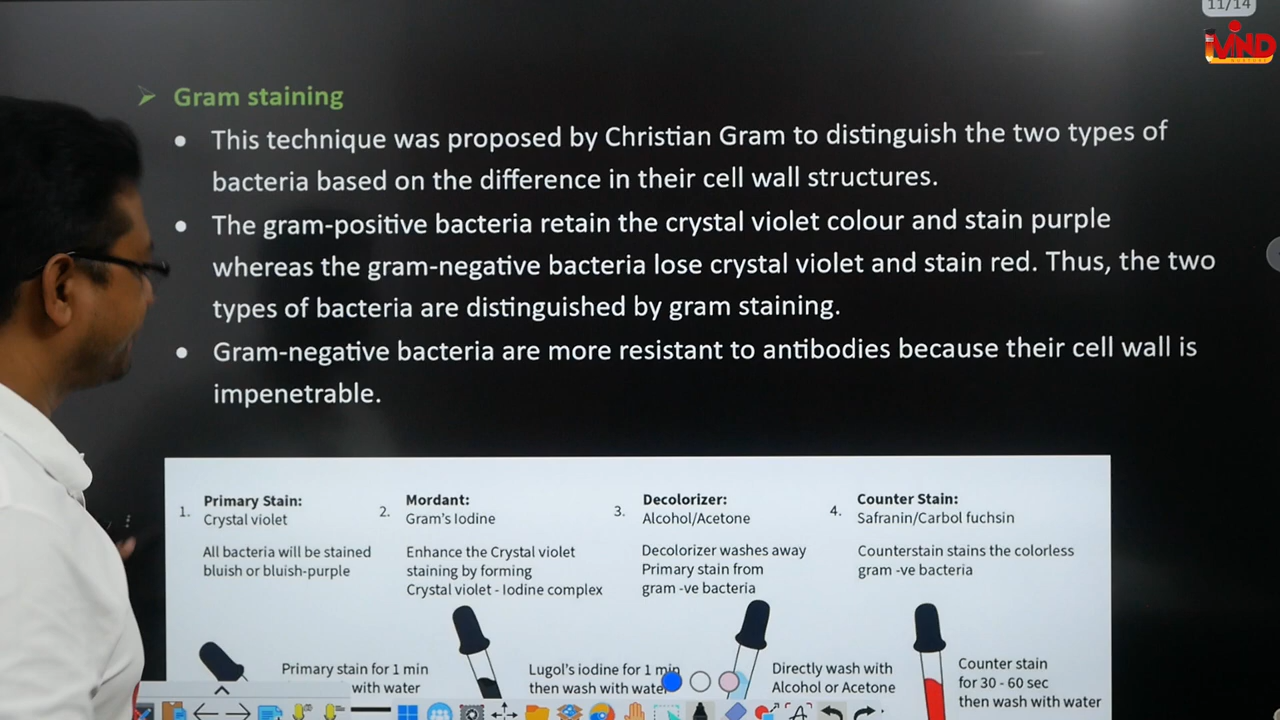 11/14
MIND
➢ Gram staining
• This technique was proposed by Christian Gram to distinguish the two types of
bacteria based on the difference in their cell wall structures.
• The gram-positive bacteria retain the crystal violet colour and stain purple
whereas the gram-negative bacteria lose crystal violet and stain red. Thus, the two
types of bacteria are distinguished by gram staining.
• Gram-negative bacteria are more resistant to antibodies because their cell wall is
impenetrable.
1. Primary Stain:
Crystal violet
All bacteria will be stained
bluish or bluish-purple
Primary stain for 1 min
with water
2. Mordant:
Gram's Iodine
Enhance the Crystal violet
staining by forming
Crystal violet - Iodine complex
Lugol's iodine for 1 min
then wash with water
3. Decolorizer:
Alcohol/Acetone
Decolorizer washes away
Primary stain from
gram -ve bacteria
Directly wash with
Alcohol or Acetone
4. Counter Stain:
Safranin/Carbol fuchsin
Counterstain stains the colorless
gram -ve bacteria
Counter stain
for 30 - 60 sec
then wash with water